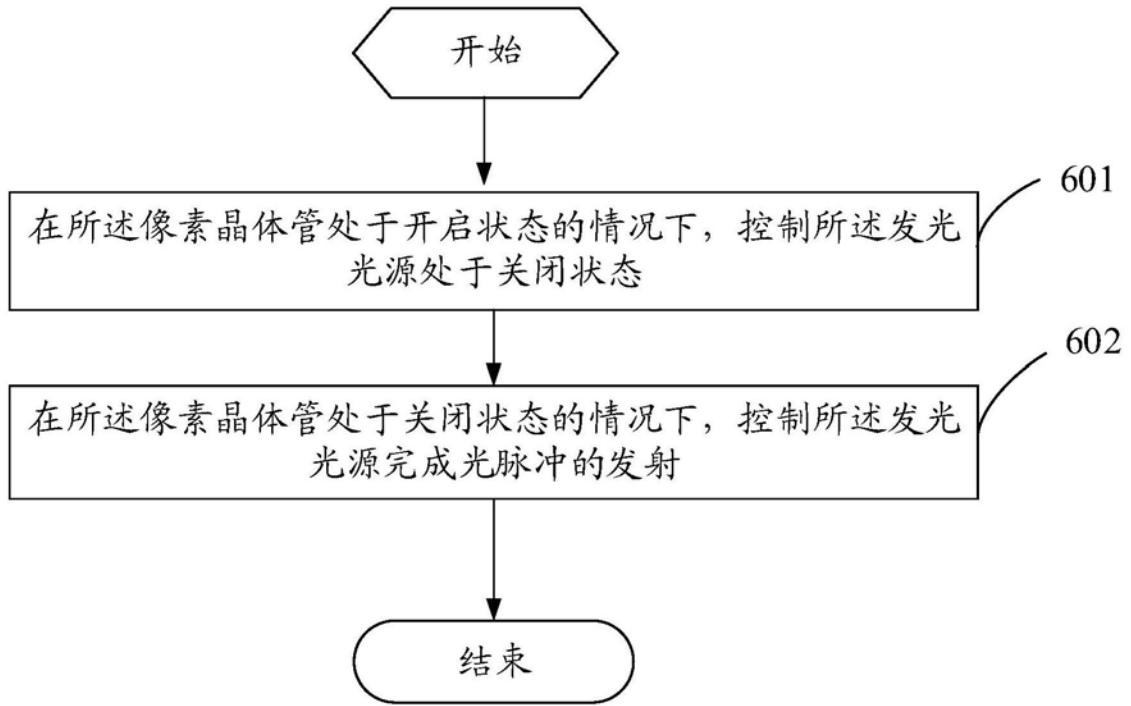 开始
601
在所述像素晶体管处于开启状态的情况下，控制所述发光
光源处于关闭状态
602
在所述像素晶体管处于关闭状态的情况下，控制所述发光
光源完成光脉冲的发射
结束